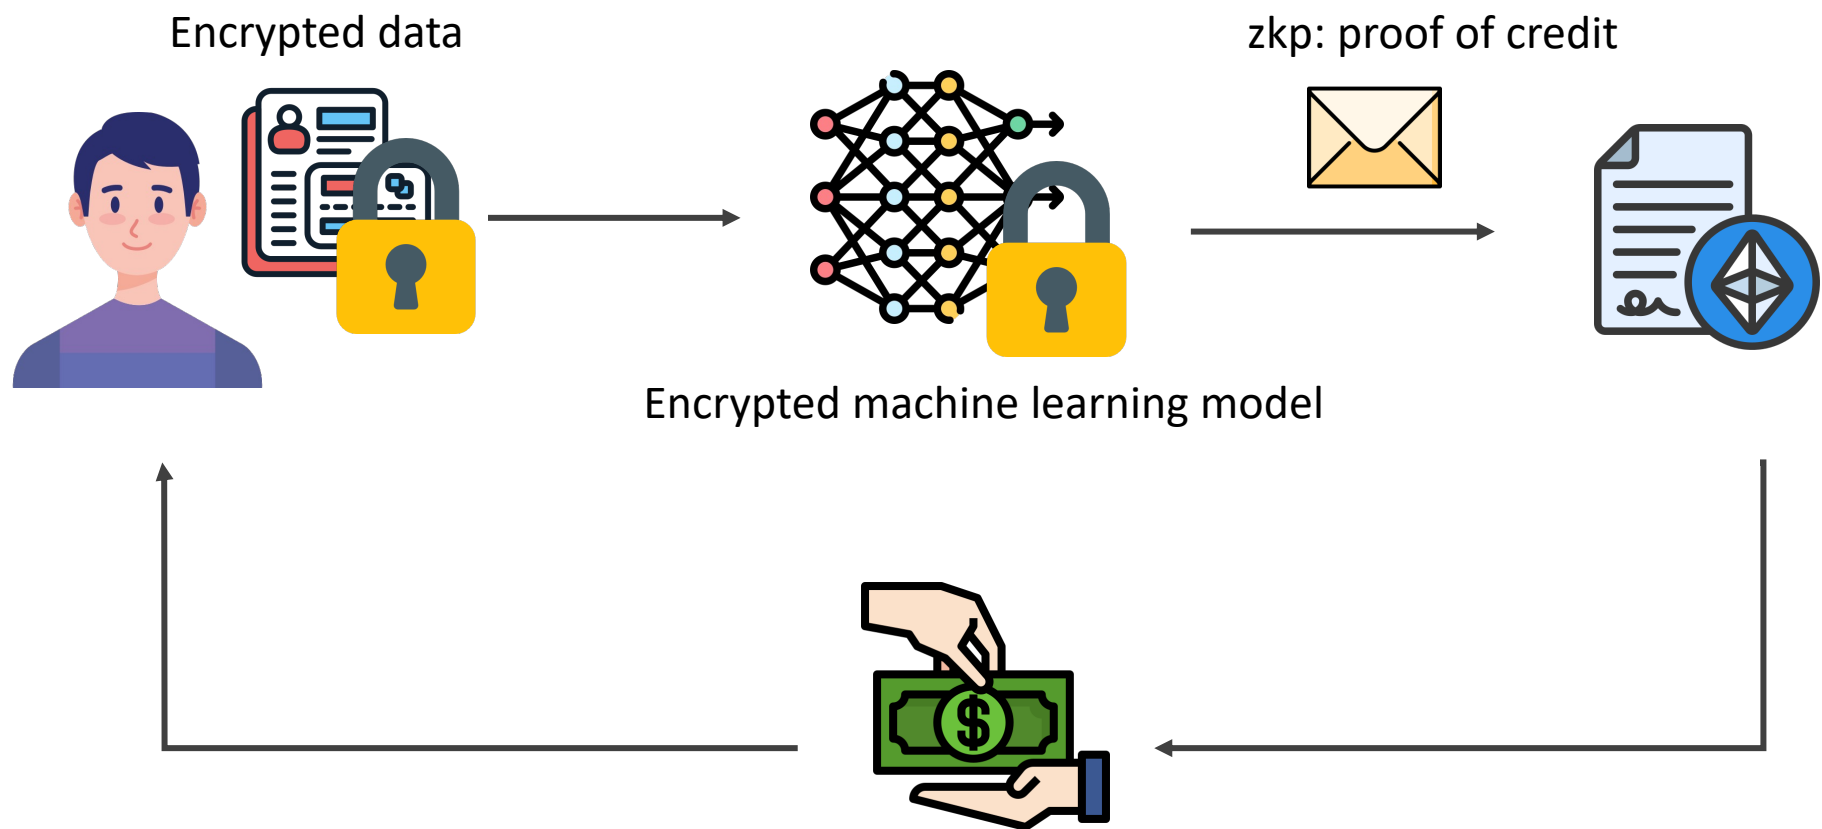 Encrypted data
zkp: proof of credit
Encrypted machine learning model
$